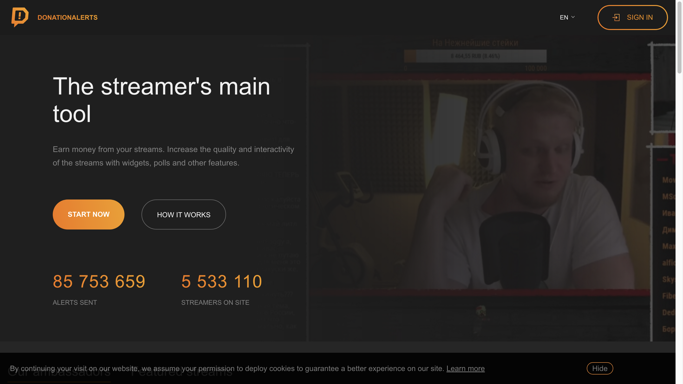 DONATIONALERTS
EN
SIGN IN
The streamer's main
tool
Earn money from your streams. Increase the quality and interactivity
of the streams with widgets, polls and other features.
START NOW
HOW IT WORKS
85 753 659
5 533 110
ALERTS SENT
STREAMERS ON SITE
By continuing your visit on our website, we assume your permission to deploy cookies to guarantee a better experience on our site. Learn more
Hide